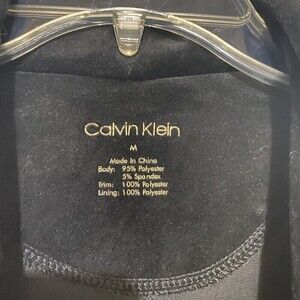 Calvin Klein
M
Made In China
Body: 95% Polyester
5% Spandex
Trim: 100% Polyester
Lining: 100% Polyester